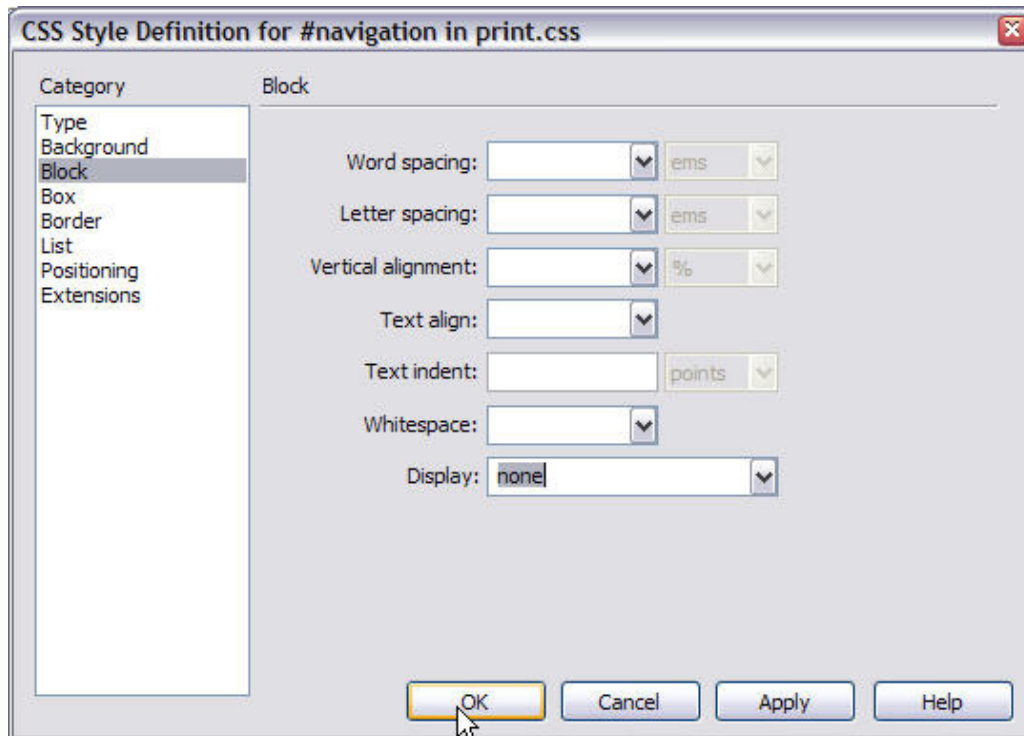 CSS Style Definition for #navigation in print.css
Category
Block
Type
Background
Block
Box
Border
List
Positioning
Extensions
Word spacing: ems
Letter spacing: ems
Vertical alignment: %
Text align:
Text indent: points
Whitespace:
Display: none
OK Cancel Apply Help